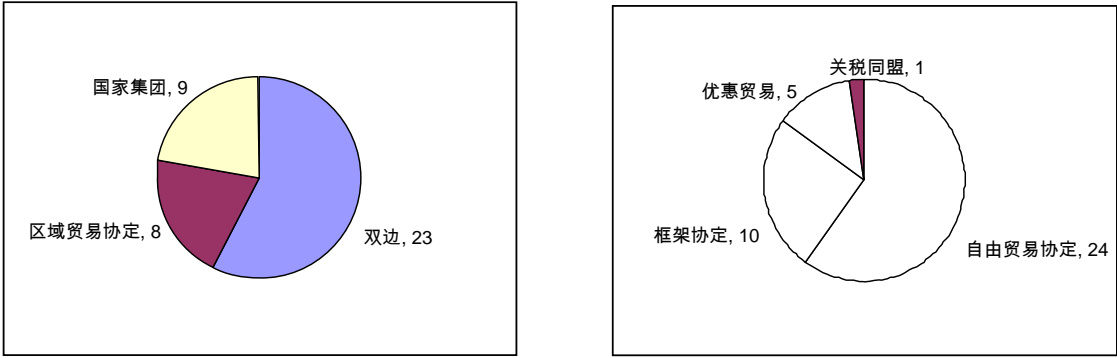 国家集团, 9
区域贸易协定, 8
双边, 23
关税同盟, 1
优惠贸易, 5
框架协定, 10
自由贸易协定, 24